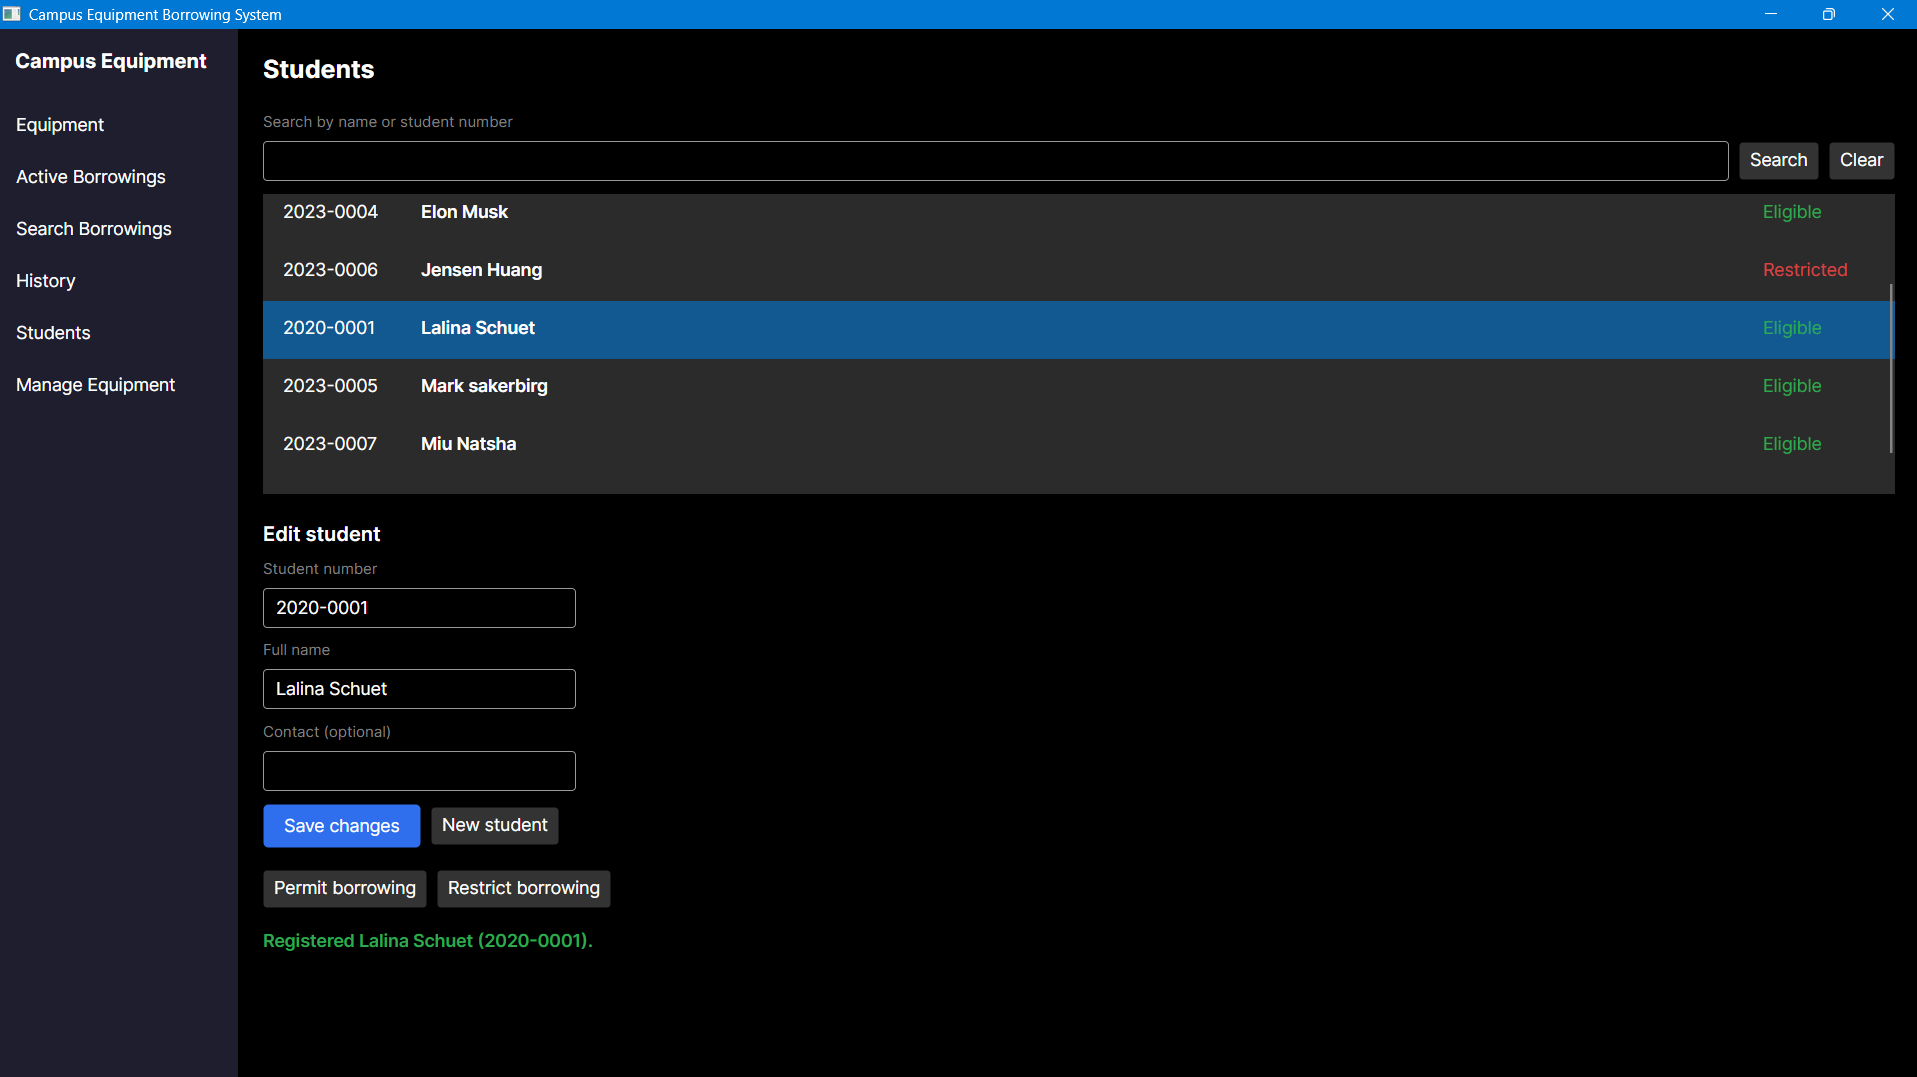 Campus Equipment Borrowing System
Campus Equipment
Equipment
Active Borrowings
Search Borrowings
History
Students
Manage Equipment
Students
Search by name or student number
Search Clear
2023-0004 Elon Musk Eligible
2023-0006 Jensen Huang Restricted
2020-0001 Lalina Schuet Eligible
2023-0005 Mark sakerbirg Eligible
2023-0007 Miu Natsha Eligible
Edit student
Student number
2020-0001
Full name
Lalina Schuet
Contact (optional)
Save changes New student
Permit borrowing Restrict borrowing
Registered Lalina Schuet (2020-0001).